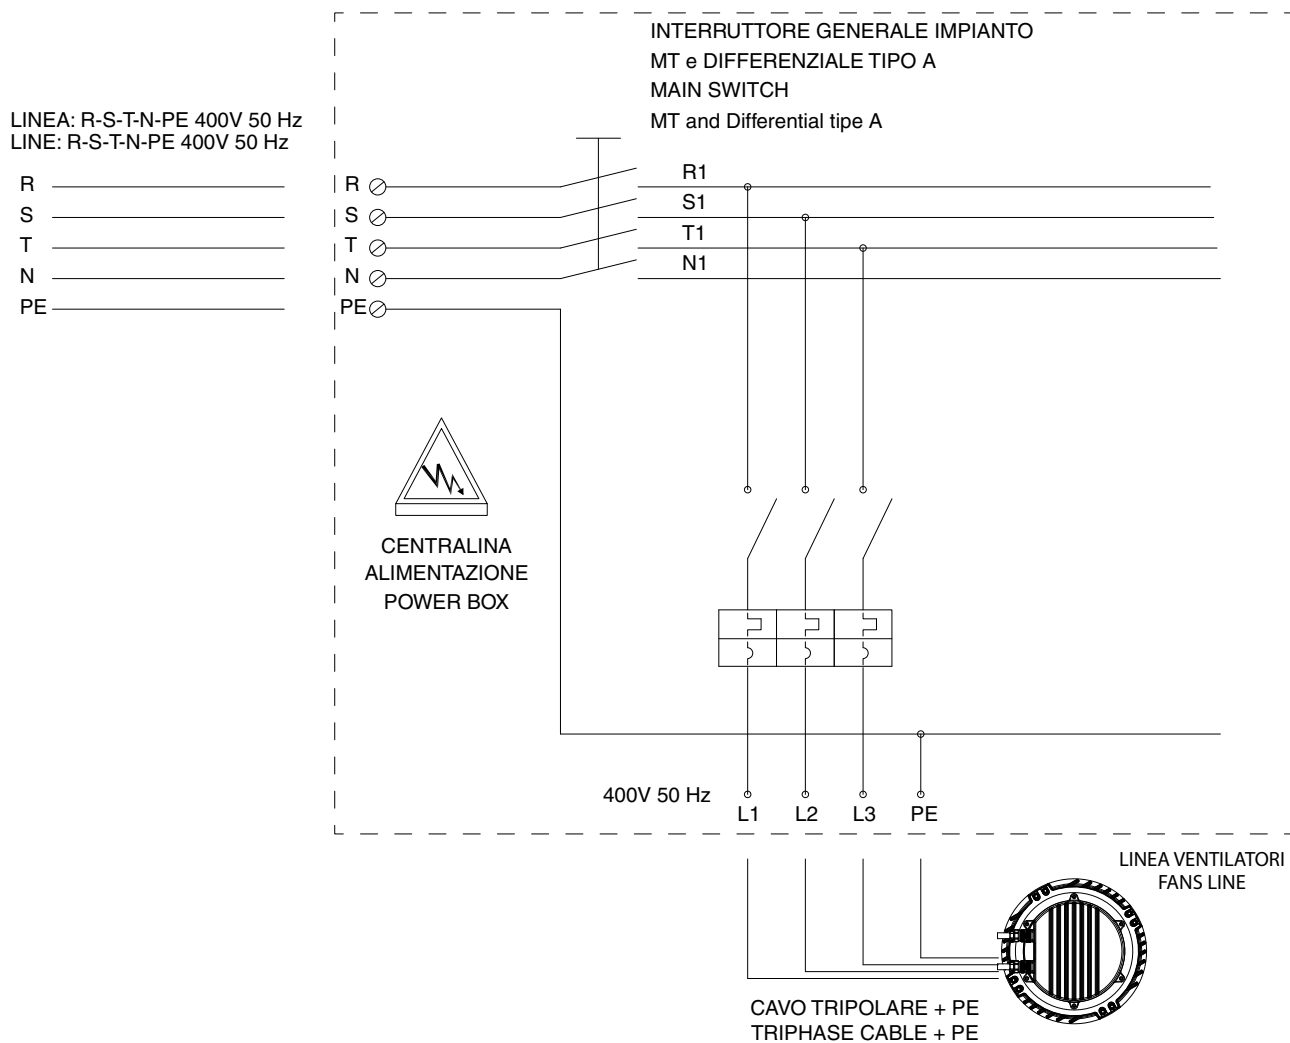 INTERRUTTORE GENERALE IMPIANTO
MT e DIFFERENZIALE TIPO A
MAIN SWITCH
MT and Differential tipe A
LINEA: R-S-T-N-PE 400V 50 Hz
LINE: R-S-T-N-PE 400V 50 Hz
R R R1
S S S1
T T T1
N N N1
PE PE
CENTRALINA
ALIMENTAZIONE
POWER BOX
400V 50 Hz
L1 L2 L3 PE
LINEA VENTILATORI
FANS LINE
CAVO TRIPOLARE + PE
TRIPHASE CABLE + PE